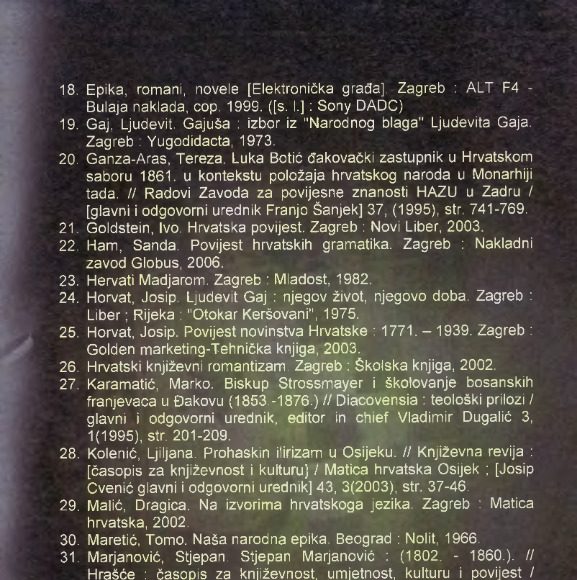 18. Epika, romani, novele [Elektronička građa]. Zagreb : ALT F4 -
Bulaja naklada, cop. 1999. ([s. l.] : Sony DADC)
19. Gaj, Ljudevit. Gajuša : izbor iz "Narodnog blaga" Ljudevita Gaja.
Zagreb : Yugodidacta, 1973.
20. Ganza-Aras, Tereza. Luka Botić đakovački zastupnik u Hrvatskom
saboru 1861. u kontekstu položaja hrvatskog naroda u Monarhiji
tada. // Radovi Zavoda za povijesne znanosti HAZU u Zadru /
[glavni i odgovorni urednik Franjo Šanjek] 37, (1995), str. 741-769.
21. Goldstein, Ivo. Hrvatska povijest. Zagreb : Novi Liber, 2003.
22. Ham, Sanda. Povijest hrvatskih gramatika. Zagreb : Nakladni
zavod Globus, 2006.
23. Hervati Madjarom. Zagreb : Mladost, 1982.
24. Horvat, Josip. Ljudevit Gaj : njegov život, njegovo doba. Zagreb :
Liber ; Rijeka : "Otokar Keršovani", 1975.
25. Horvat, Josip. Povijest novinstva Hrvatske : 1771. – 1939. Zagreb :
Golden marketing-Tehnička knjiga, 2003.
26. Hrvatski književni romantizam. Zagreb : Školska knjiga, 2002.
27. Karamatić, Marko. Biskup Strossmayer i školovanje bosanskih
franjevaca u Đakovu (1853.-1876.) // Diacovensia : teološki prilozi /
glavni i odgovorni urednik, editor in chief Vladimir Dugalić 3,
1(1995), str. 201-209.
28. Kolenić, Ljiljana. Prohaskin ilirizam u Osijeku. // Književna revija :
[časopis za književnost i kulturu} / Matica hrvatska Osijek ; [Josip
Cvenić glavni i odgovorni urednik] 43, 3(2003), str. 37-46.
29. Malić, Dragica. Na izvorima hrvatskoga jezika. Zagreb : Matica
hrvatska, 2002.
30. Maretić, Tomo. Naša narodna epika. Beograd : Nolit, 1966.
31. Marjanović, Stjepan. Stjepan Marjanović : (1802. - 1860.). //
Hrašće : časopis za književnost, umjetnost, kulturu i povijest /